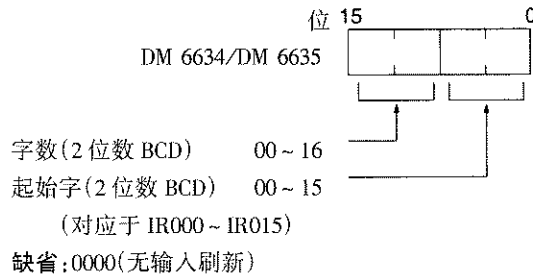 位 15 0
DM 6634/DM 6635
字数(2位数 BCD) 00~16
起始字(2位数 BCD) 00~15
(对应于 IR000~IR015)
缺省:0000(无输入刷新)